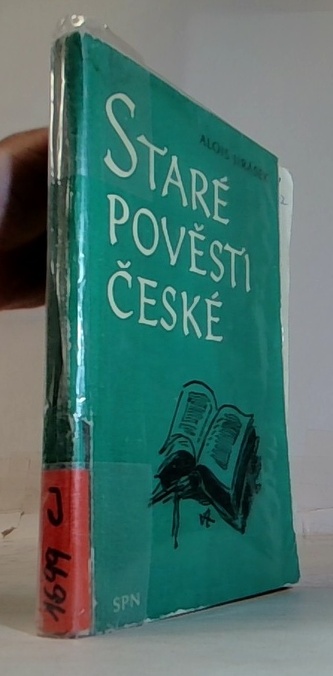 ALOIS JIRÁSEK
STARÉ
POVĚSTI
ČESKÉ
SPN
1699 C